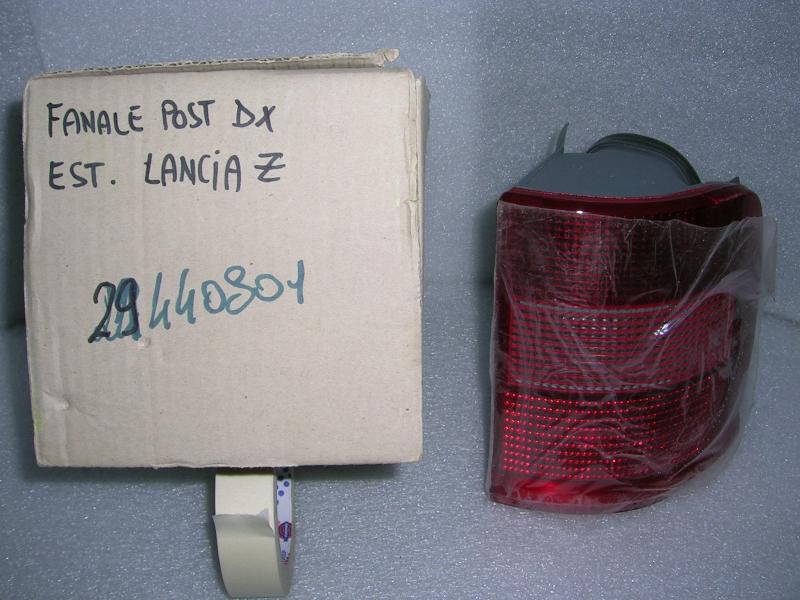 FANALE POST DX
EST. LANCIA Z
29440801